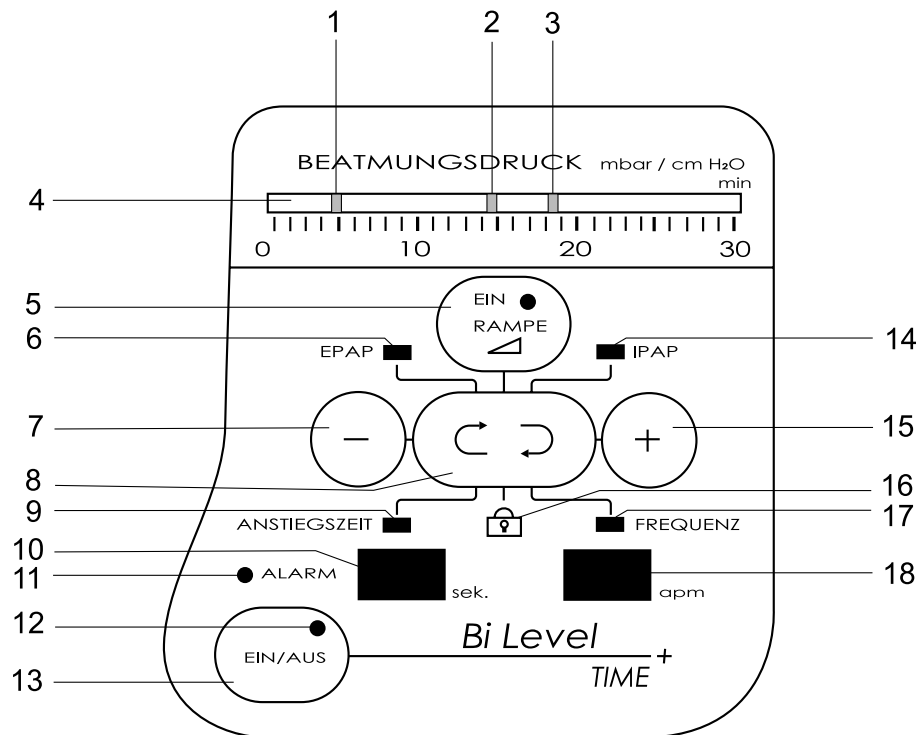 1 2 3
BEATMUNGSDRUCK mbar / cm H₂O
min
4
0 10 20 30
5 EIN
RAMPE
6 EPAP IPAP 14
7 − + 15
8
16
9 ANSTIEGSZEIT FREQUENZ 17
10 sek. apm 18
11 ALARM
12
EIN/AUS Bi Level +
13 TIME